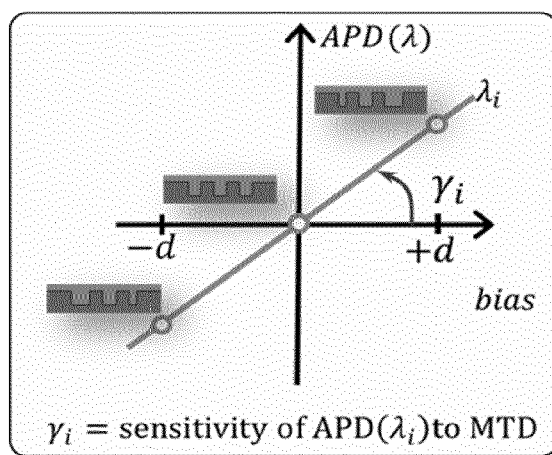 APD(λ)
λᵢ
γᵢ
−d
+d
bias
γᵢ = sensitivity of APD(λᵢ)to MTD